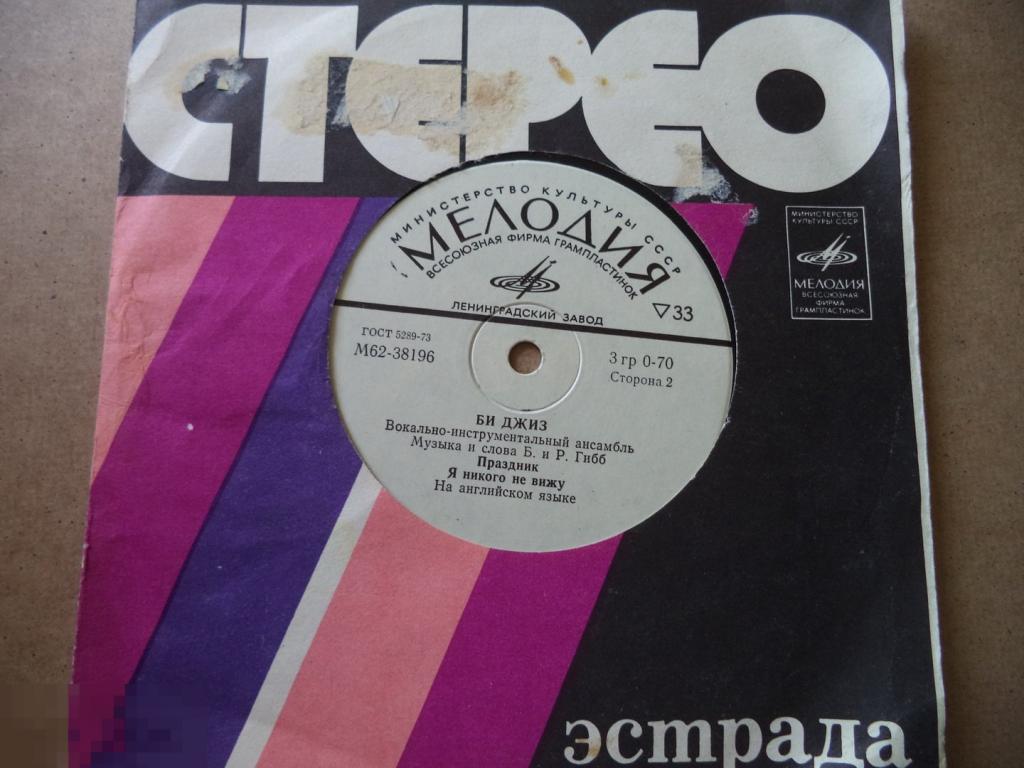 СТЕРЕО
МИНИСТЕРСТВО КУЛЬТУРЫ СССР
МЕЛОДИЯ
ВСЕСОЮЗНАЯ ФИРМА ГРАМПЛАСТИНОК
ЛЕНИНГРАДСКИЙ ЗАВОД
▽33
ГОСТ 5289-73
М62-38196
3 гр 0-70
Сторона 2
БИ ДЖИЗ
Вокально-инструментальный ансамбль
Музыка и слова Б. и Р. Гибб
Праздник
Я никого не вижу
На английском языке
МИНИСТЕРСТВО
КУЛЬТУРЫ СССР
МЕЛОДИЯ
ВСЕСОЮЗНАЯ
ФИРМА
ГРАМПЛАСТИНОК
эстрада